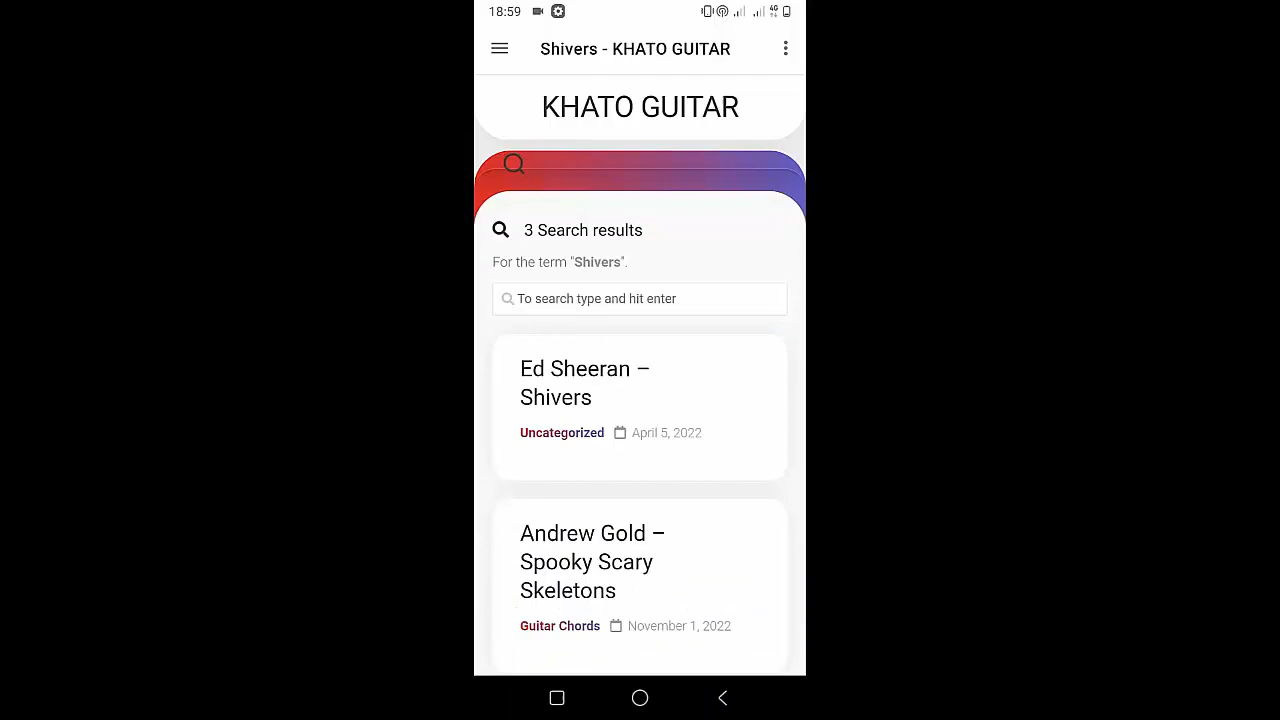 18:59
4G
Shivers - KHATO GUITAR
KHATO GUITAR
3 Search results
For the term "Shivers".
To search type and hit enter
Ed Sheeran –
Shivers
Uncategorized April 5, 2022
Andrew Gold –
Spooky Scary
Skeletons
Guitar Chords November 1, 2022